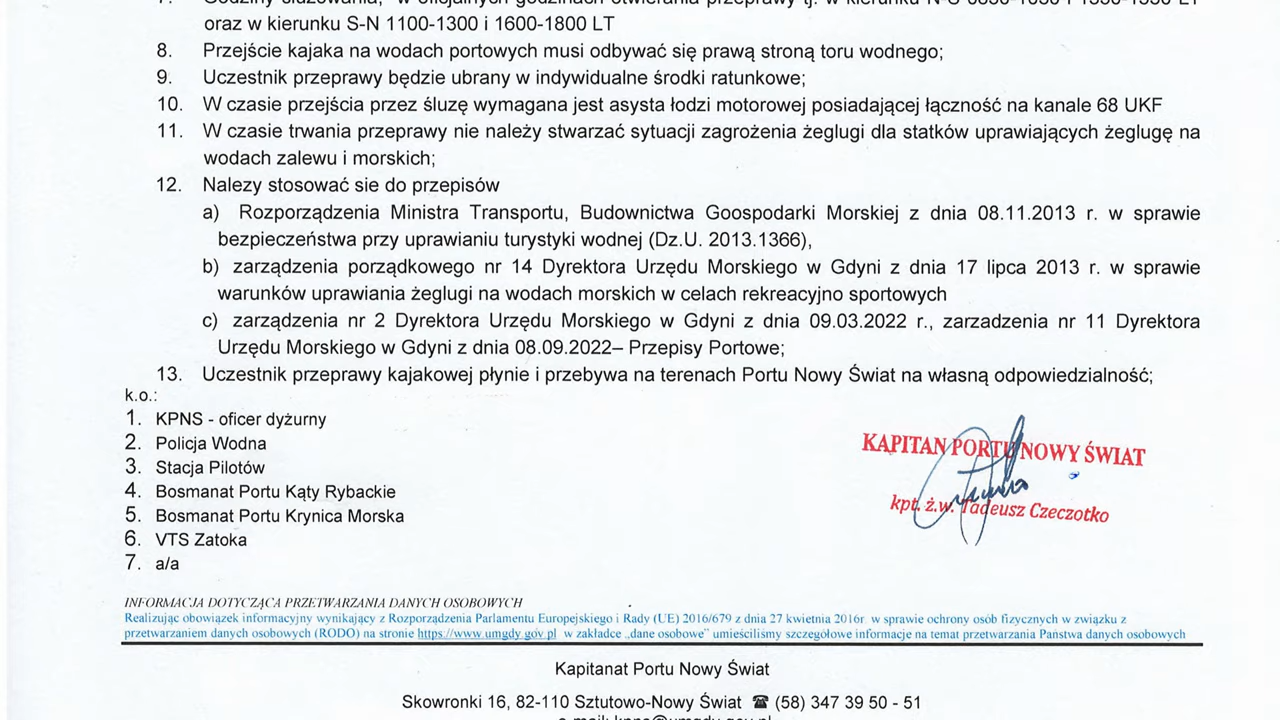 oraz w kierunku S-N 1100-1300 i 1600-1800 LT
8. Przejście kajaka na wodach portowych musi odbywać się prawą stroną toru wodnego;
9. Uczestnik przeprawy będzie ubrany w indywidualne środki ratunkowe;
10. W czasie przejścia przez śluzę wymagana jest asysta łodzi motorowej posiadającej łączność na kanale 68 UKF
11. W czasie trwania przeprawy nie należy stwarzać sytuacji zagrożenia żeglugi dla statków uprawiających żeglugę na
wodach zalewu i morskich;
12. Nalezy stosować sie do przepisów
a) Rozporządzenia Ministra Transportu, Budownictwa Goospodarki Morskiej z dnia 08.11.2013 r. w sprawie
bezpieczeństwa przy uprawianiu turystyki wodnej (Dz.U. 2013.1366),
b) zarządzenia porządkowego nr 14 Dyrektora Urzędu Morskiego w Gdyni z dnia 17 lipca 2013 r. w sprawie
warunków uprawiania żeglugi na wodach morskich w celach rekreacyjno sportowych
c) zarządzenia nr 2 Dyrektora Urzędu Morskiego w Gdyni z dnia 09.03.2022 r., zarzadzenia nr 11 Dyrektora
Urzędu Morskiego w Gdyni z dnia 08.09.2022– Przepisy Portowe;
13. Uczestnik przeprawy kajakowej płynie i przebywa na terenach Portu Nowy Świat na własną odpowiedzialność;
k.o.:
1. KPNS - oficer dyżurny
2. Policja Wodna
3. Stacja Pilotów
4. Bosmanat Portu Kąty Rybackie
5. Bosmanat Portu Krynica Morska
6. VTS Zatoka
7. a/a
KAPITAN PORTU NOWY ŚWIAT
kpt. ż.w. Tadeusz Czeczotko
INFORMACJA DOTYCZĄCA PRZETWARZANIA DANYCH OSOBOWYCH
Realizując obowiązek informacyjny wynikający z Rozporządzenia Parlamentu Europejskiego i Rady (UE) 2016/679 z dnia 27 kwietnia 2016r. w sprawie ochrony osób fizycznych w związku z
przetwarzaniem danych osobowych (RODO) na stronie https://www.umgdy.gov.pl w zakładce „dane osobowe" umieściliśmy szczegółowe informacje na temat przetwarzania Państwa danych osobowych
Kapitanat Portu Nowy Świat
Skowronki 16, 82-110 Sztutowo-Nowy Świat ☎ (58) 347 39 50 - 51